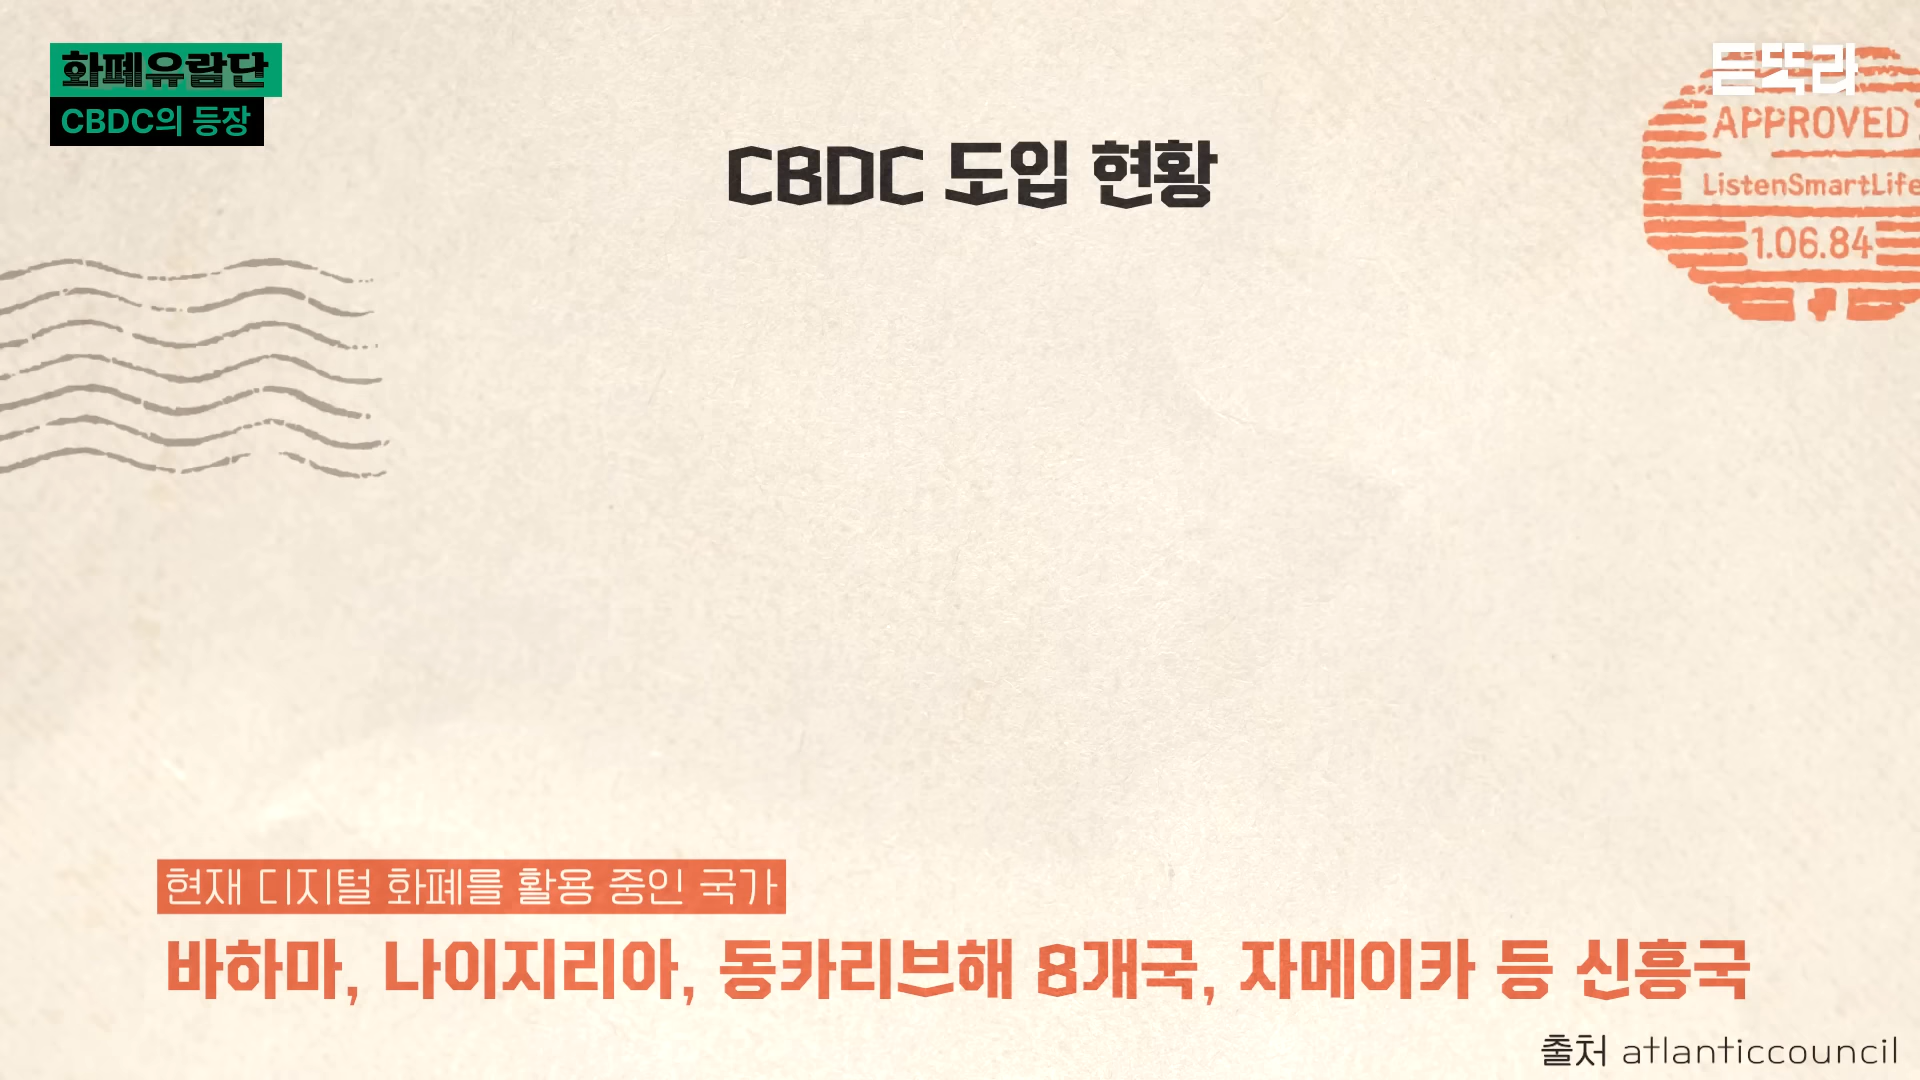 화폐유람단
CBDC의 등장
듣똑라
APPROVED
ListenSmartLife
1.06.84
CBDC 도입 현황
현재 디지털 화폐를 활용 중인 국가
바하마, 나이지리아, 동카리브해 8개국, 자메이카 등 신흥국
출처 atlanticcouncil